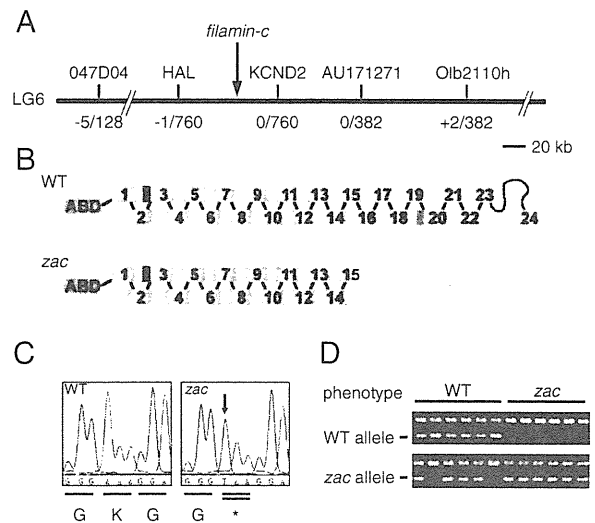 A
filamin-c
047D04 HAL KCND2 AU171271 Olb2110h
LG6
-5/128 -1/760 0/760 0/382 +2/382
20 kb
B
WT
ABD 1 2 3 4 5 6 7 8 9 10 11 12 13 14 15 16 17 18 19 20 21 22 23 24
zac
ABD 1 2 3 4 5 6 7 8 9 10 11 12 13 14 15
C
WT zac
G G G A A A G G A G G G T A A G G A
G K G G *
D
phenotype WT zac
WT allele
zac allele